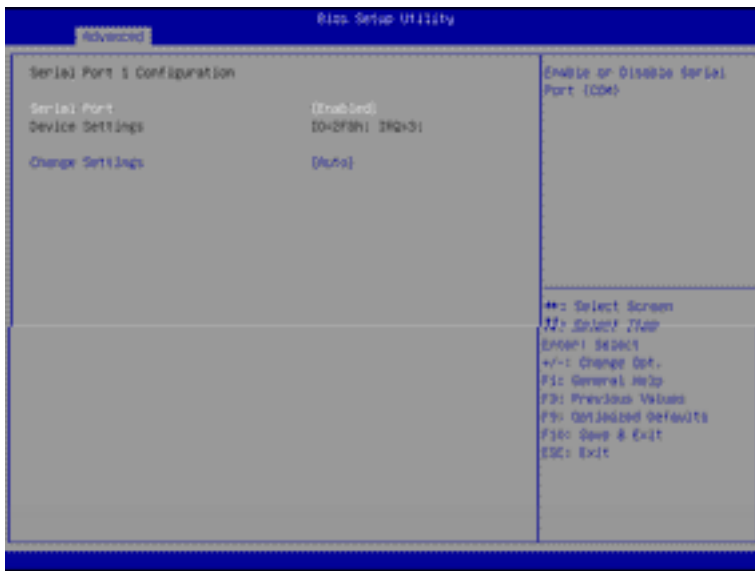 Bios Setup Utility
Advanced
Serial Port 1 Configuration
Serial Port [Enabled]
Device Settings IO=2F8h; IRQ=3;
Change Settings [Auto]
Enable or Disable Serial
Port (COM)
: Select Screen
: Select Item
Enter: Select
+/-: Change Opt.
F1: General Help
F3: Previous Values
F9: Optimized Defaults
F10: Save & Exit
ESC: Exit